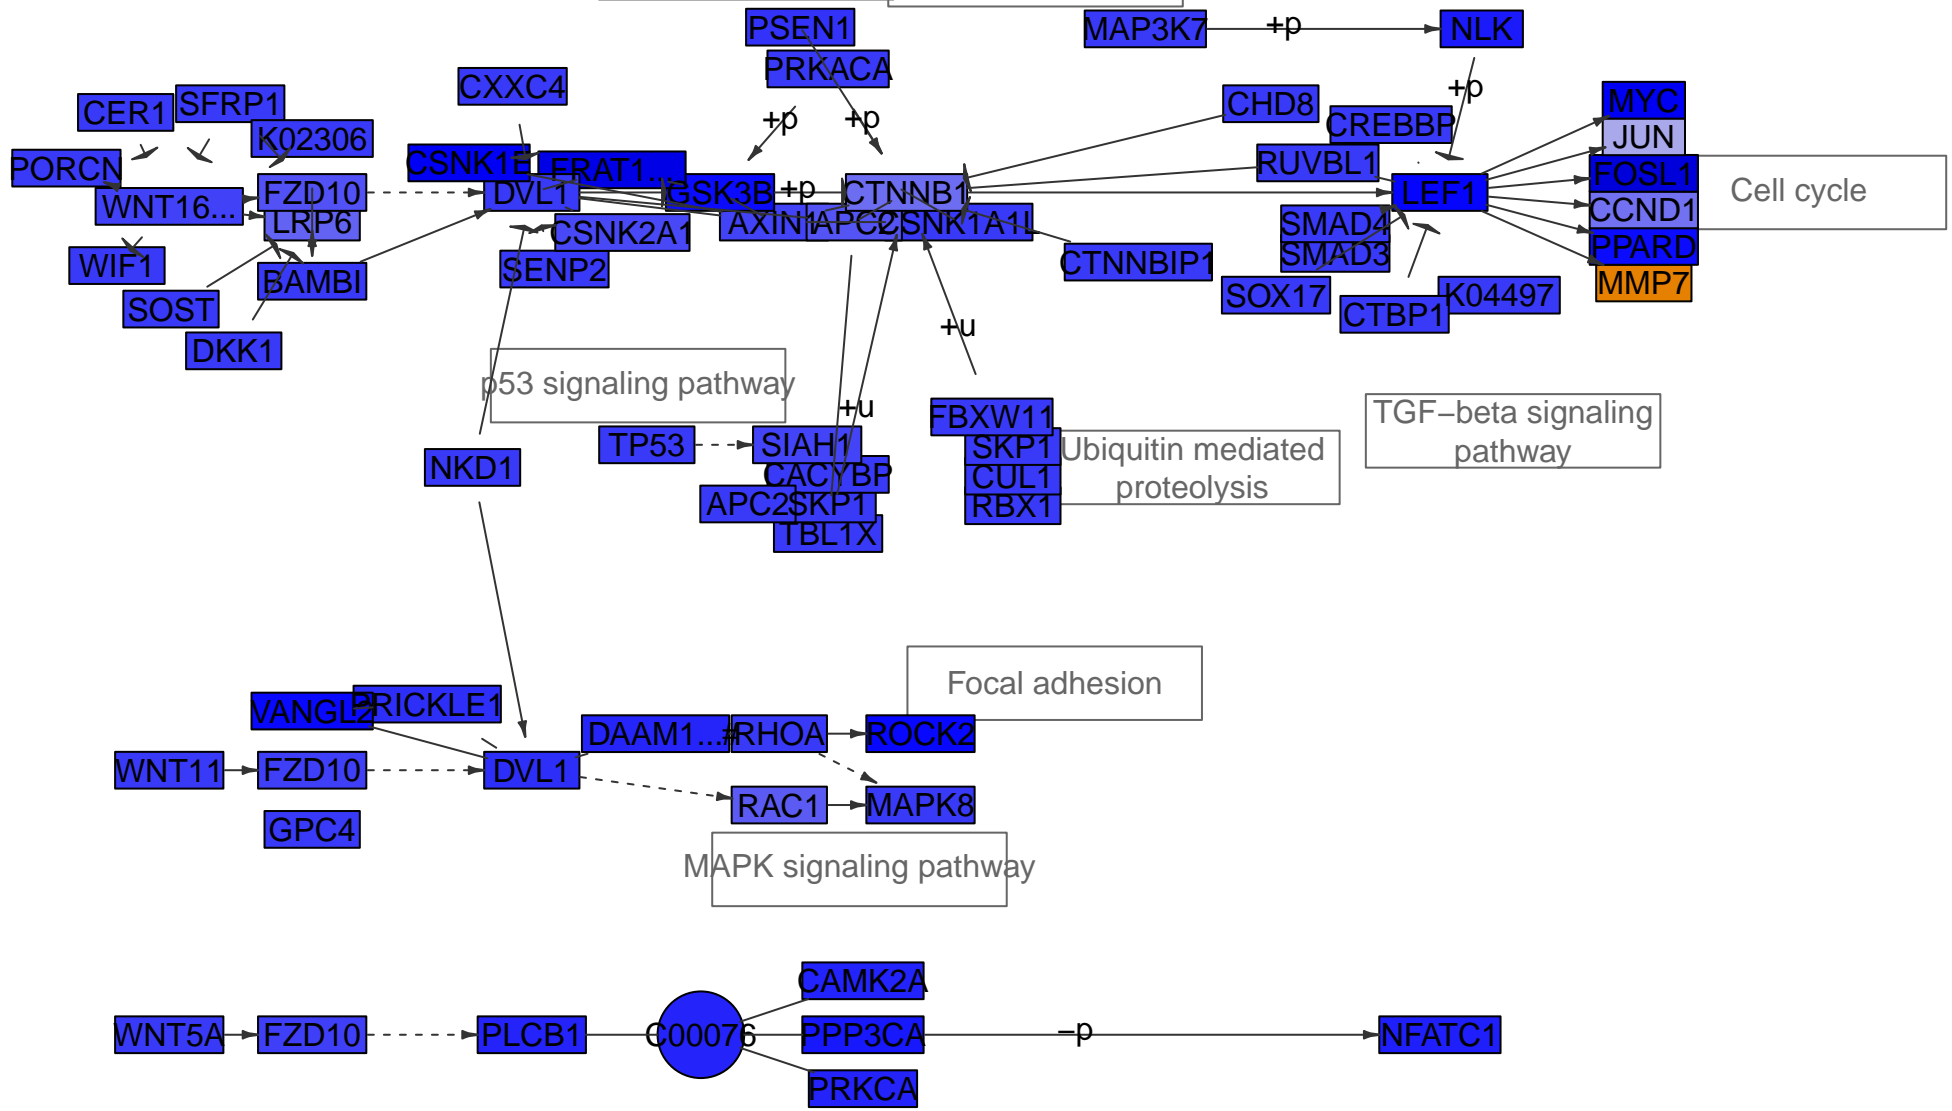 PSEN1
MAP3K7
+p
NLK
PRKACA
CXXC4
+p
CER1
SFRP1
CHD8
MYC
+p
+p
CREBBP
K02306
JUN
PORCN
CSNK1E
FRAT1...
RUVBL1
FOSL1
WNT16...
FZD10
DVL1
GSK3B
+p
CTNNB1
LEF1
Cell cycle
LRP6
CCND1
CSNK2A1
AXIN1
APC2
CSNK1A1L
SMAD4
WIF1
SENP2
CTNNBIP1
SMAD3
PPARD
BAMBI
MMP7
SOST
SOX17
K04497
CTBP1
DKK1
+u
p53 signaling pathway
+u
FBXW11
TGF−beta signaling
pathway
TP53
SIAH1
SKP1
Ubiquitin mediated
proteolysis
NKD1
CACYBP
CUL1
APC2
SKP1
RBX1
TBL1X
Focal adhesion
VANGL2
PRICKLE1
DAAM1...
#
RHOA
ROCK2
WNT11
FZD10
DVL1
RAC1
MAPK8
GPC4
MAPK signaling pathway
CAMK2A
WNT5A
FZD10
PLCB1
C00076
PPP3CA
−p
NFATC1
PRKCA